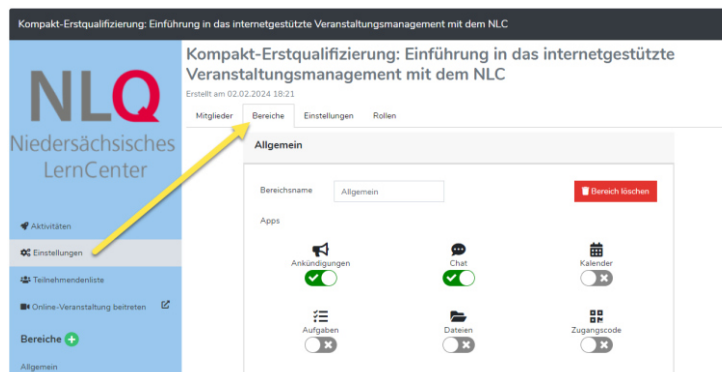 Kompakt-Erstqualifizierung: Einführung in das internetgestützte Veranstaltungsmanagement mit dem NLC
NLQ
Niedersächsisches
LernCenter
Aktivitäten
Einstellungen
Teilnehmendenliste
Online-Veranstaltung beitreten
Bereiche
Allgemein
Kompakt-Erstqualifizierung: Einführung in das internetgestützte
Veranstaltungsmanagement mit dem NLC
Erstellt am 02.02.2024 18:21
Mitglieder Bereiche Einstellungen Rollen
Allgemein
Bereichsname Allgemein Bereich löschen
Apps
Ankündigungen Chat Kalender
Aufgaben Dateien Zugangscode